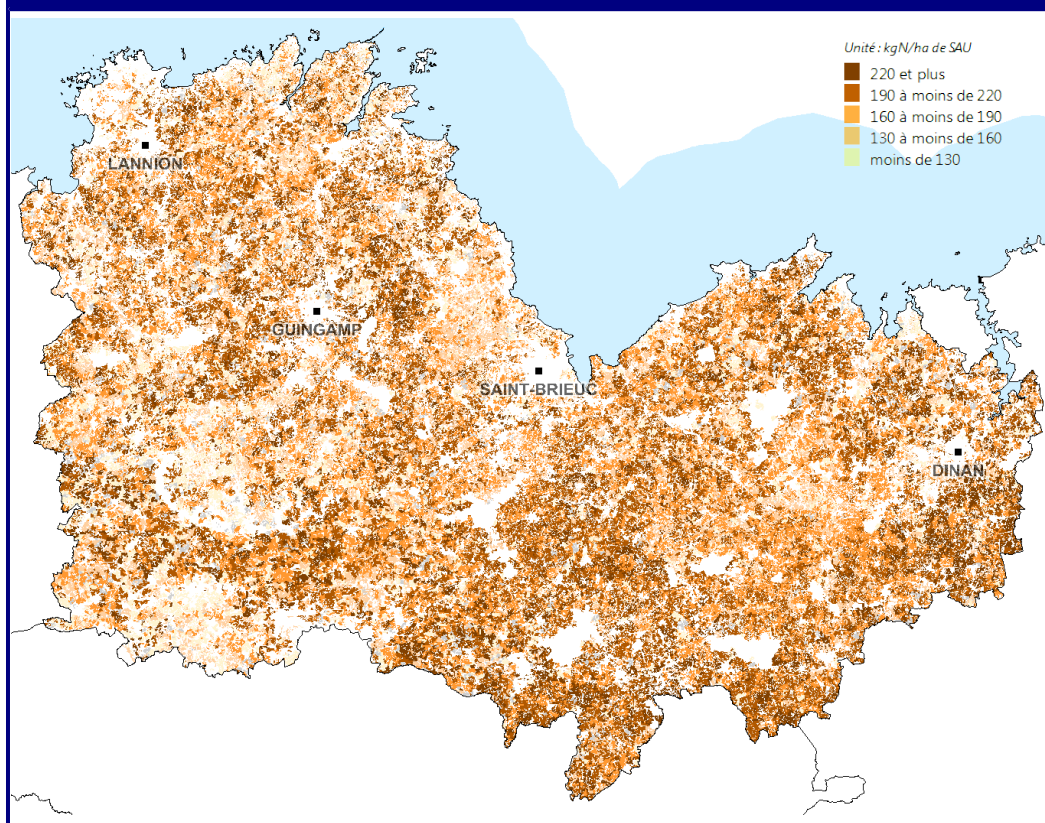 Unité : kgN/ha de SAU
220 et plus
190 à moins de 220
160 à moins de 190
130 à moins de 160
moins de 130
LANNION
GUINGAMP
SAINT-BRIEUC
DINAN